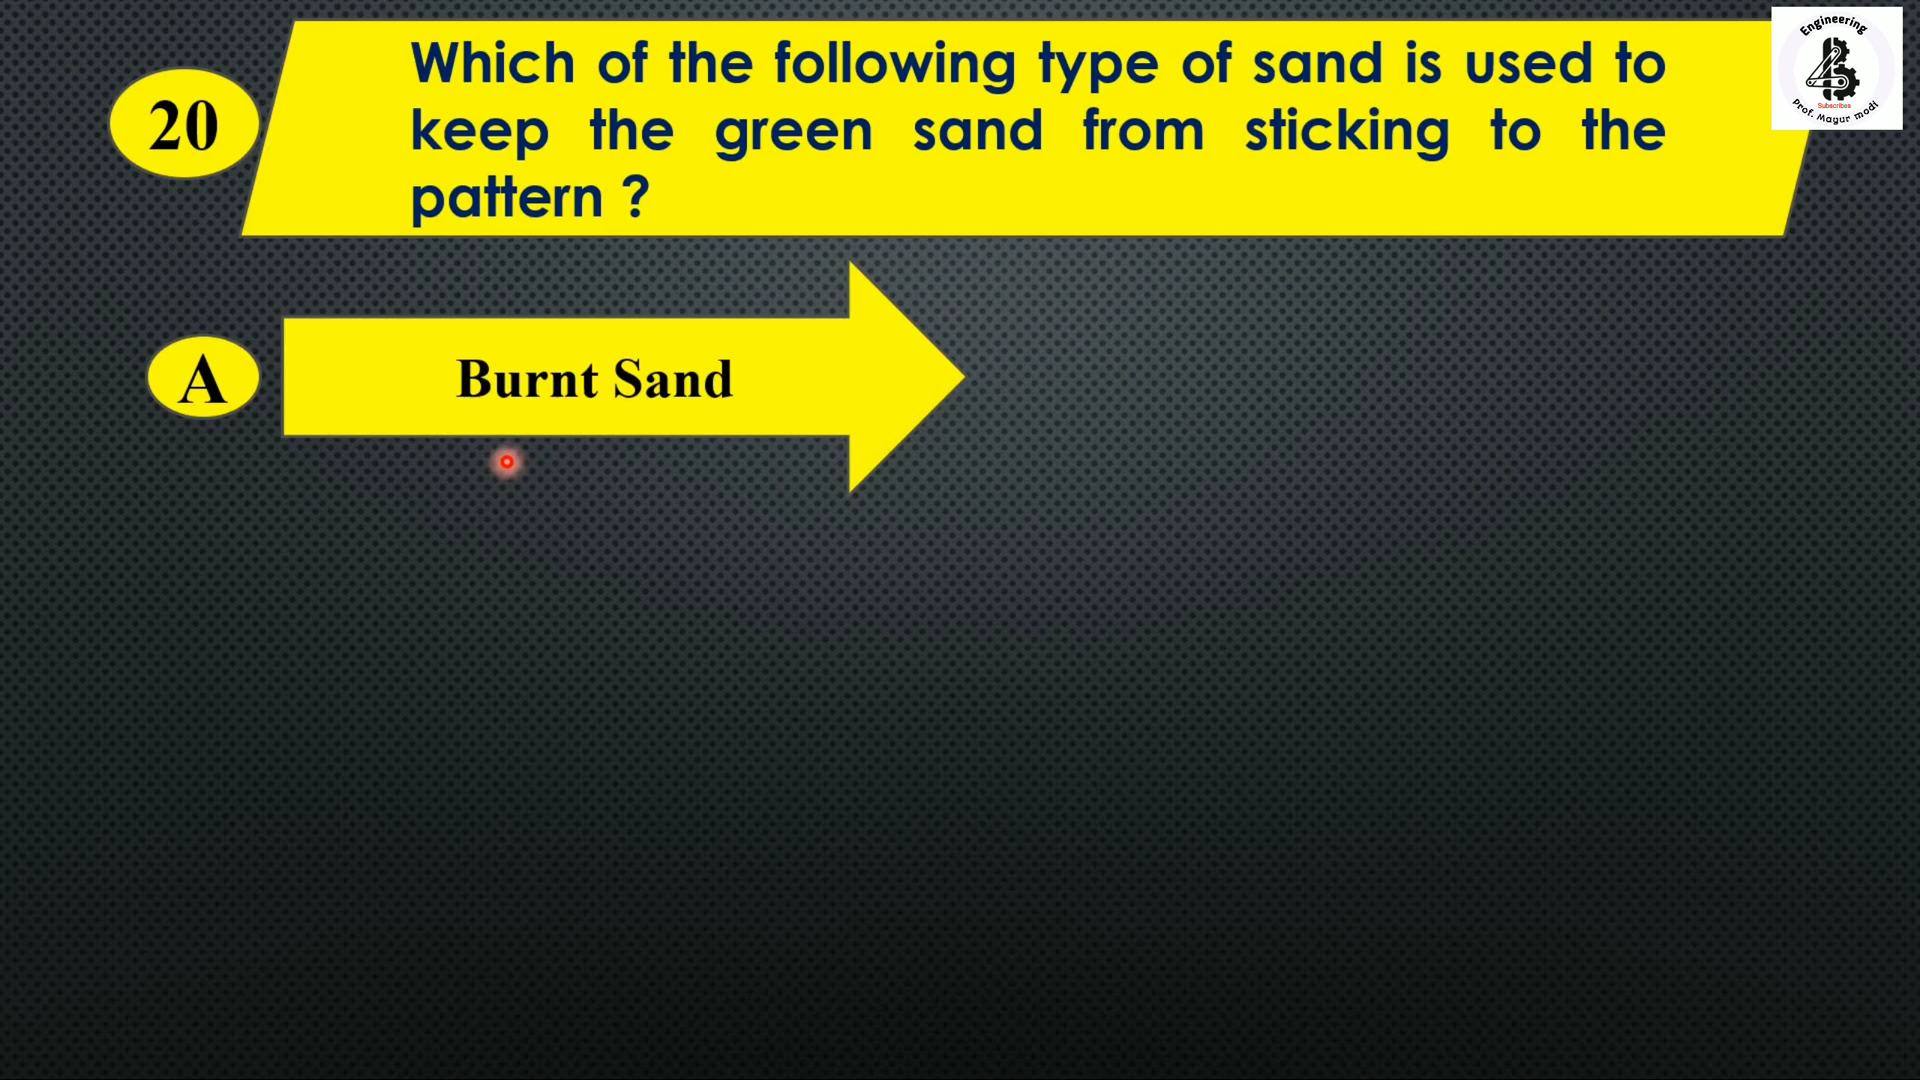 20
Which of the following type of sand is used to
keep the green sand from sticking to the
pattern ?
Engineering
Subscribes
Prof. Mayur modi
A
Burnt Sand